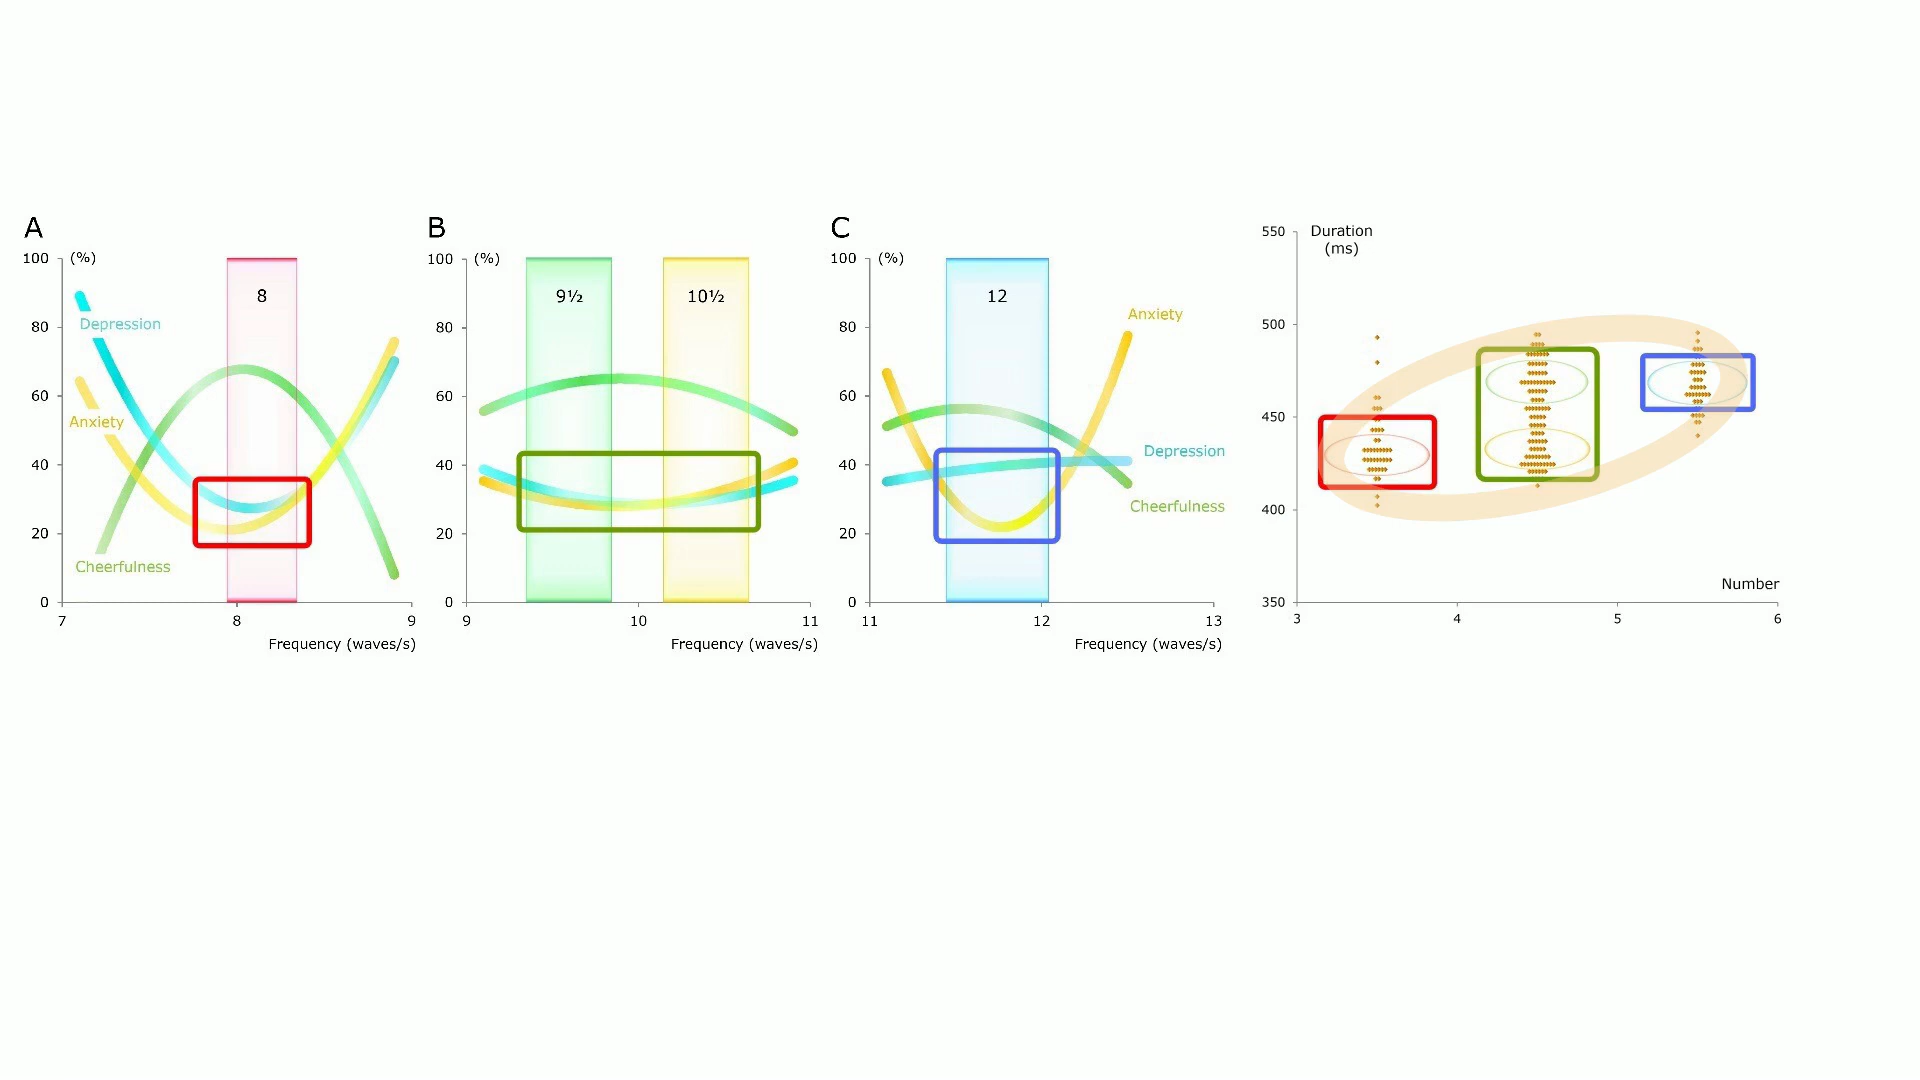 A
100
(%)
8
80
Depression
60
Anxiety
40
20
Cheerfulness
0
7
8
9
Frequency (waves/s)
B
100
(%)
9½
10½
80
60
40
20
0
9
10
11
Frequency (waves/s)
C
100
(%)
12
Anxiety
80
60
Depression
40
Cheerfulness
20
0
11
12
13
Frequency (waves/s)
550
Duration
(ms)
500
450
400
Number
350
3
4
5
6